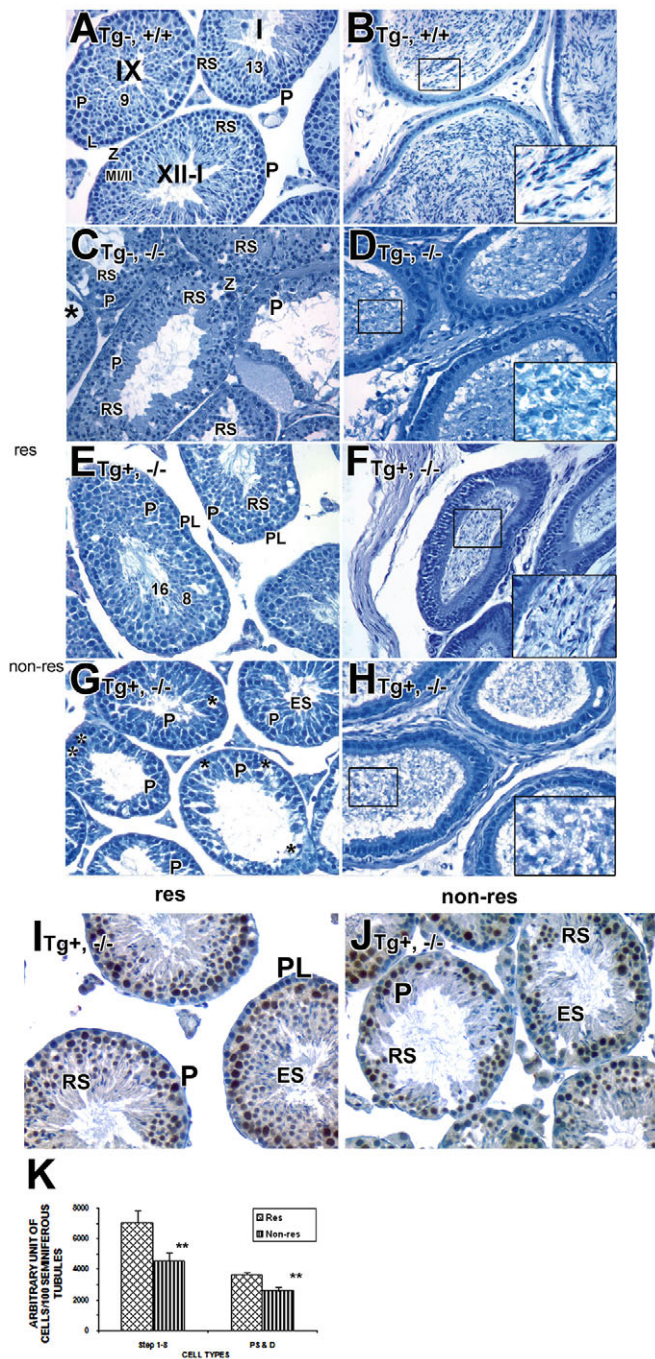 A Tg-, +/+
I
RS
13
IX
9
P
P
L
RS
Z
MI/II
XII-I
P
B Tg-, +/+
C Tg-, -/-
RS
RS
P
Z
RS
*
P
P
RS
RS
D Tg-, -/-
res
E Tg+, -/-
P
P
RS
PL
PL
16
8
F Tg+, -/-
non-res
G Tg+, -/-
ES
P
P
*
*
*
P
*
P
*
*
P
H Tg+, -/-
res
non-res
I Tg+, -/-
PL
RS
P
ES
J Tg+, -/-
RS
P
ES
RS
K
ARBITRARY UNIT OF
CELLS/100 SEMINIFEROUS
TUBULES
8000
6000
4000
2000
0
Res
Non-res
**
**
Step 1-8
PS & D
CELL TYPES